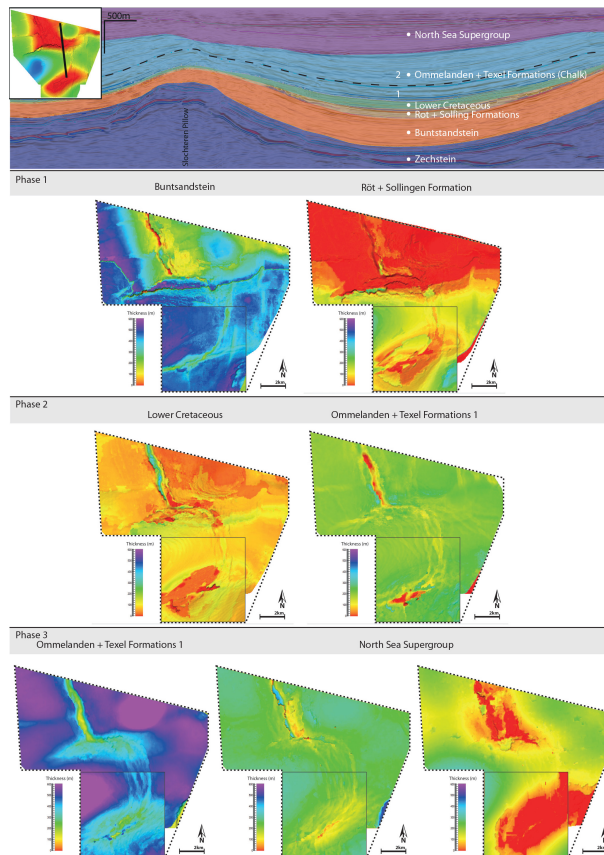 500m
North Sea Supergroup
2 Ommelanden + Texel Formations (Chalk)
1
Lower Cretaceous
Rot + Solling Formations
Buntstandstein
Zechstein
Slochteren Pillow
Phase 1
Buntsandstein
Röt + Sollingen Formation
Thickness (m)
N
2km
Thickness (m)
N
2km
Phase 2
Lower Cretaceous
Ommelanden + Texel Formations 1
Thickness (m)
N
2km
Thickness (m)
N
2km
Phase 3
Ommelanden + Texel Formations 1
North Sea Supergroup
Thickness (m)
N
2km
Thickness (m)
N
2km
Thickness (m)
N
2km